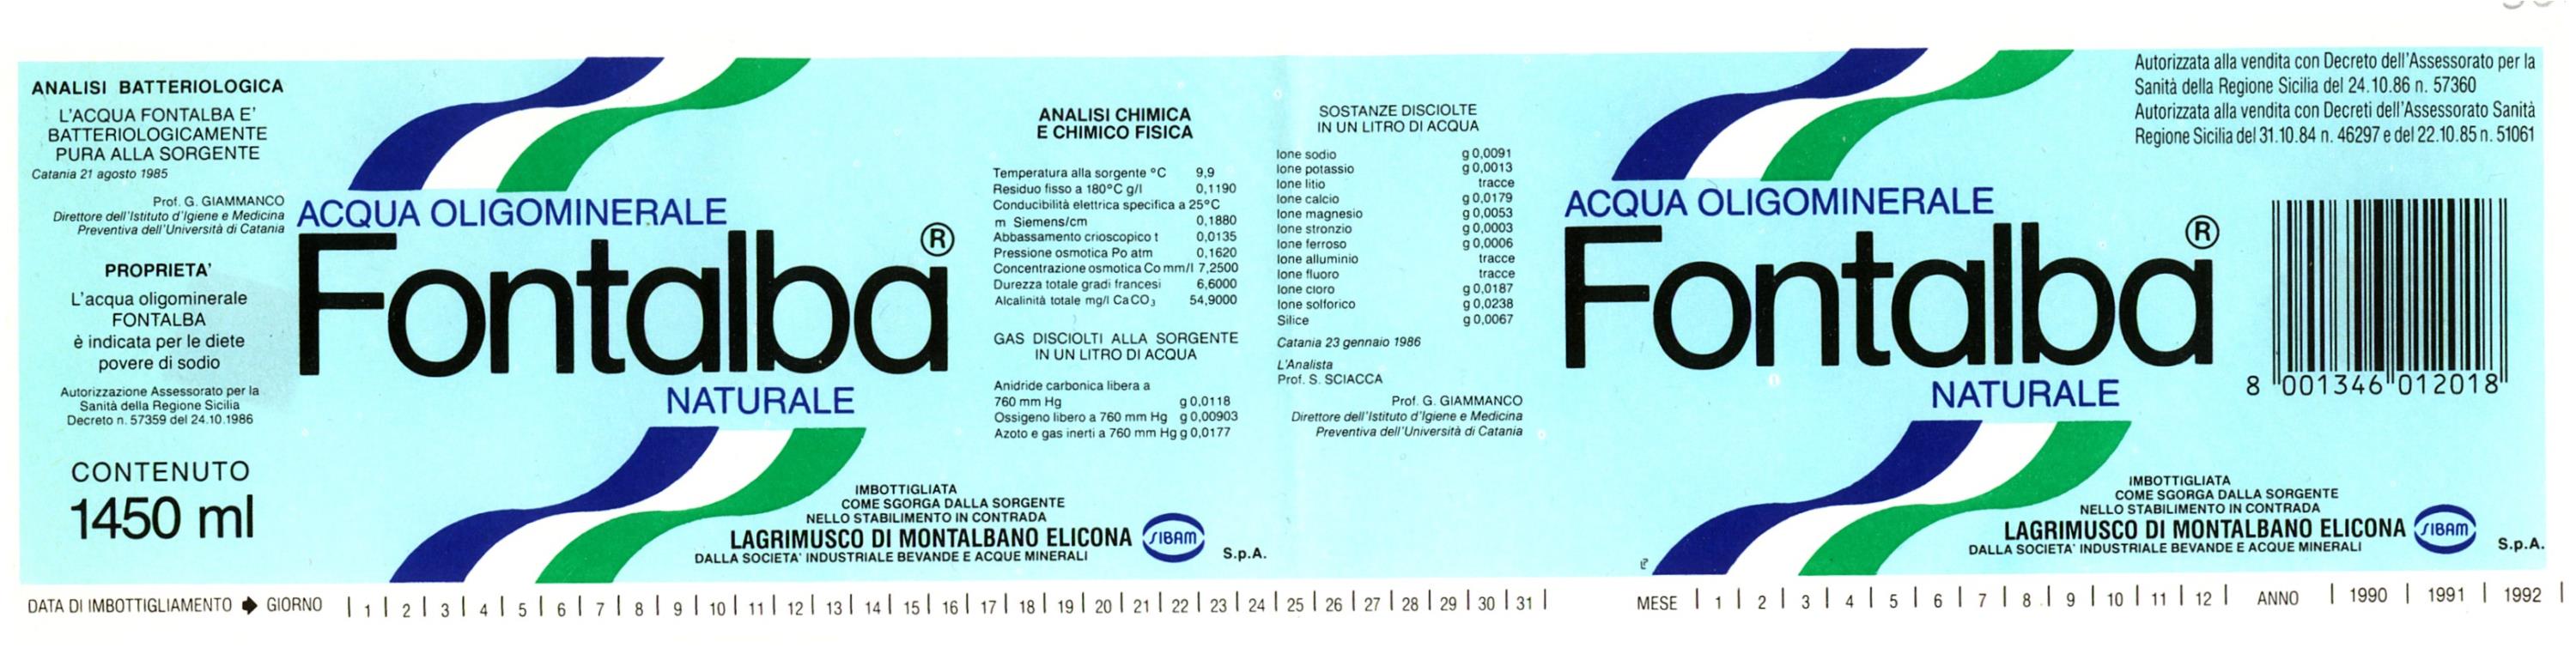 ANALISI BATTERIOLOGICA
L'ACQUA FONTALBA E'
BATTERIOLOGICAMENTE
PURA ALLA SORGENTE
Catania 21 agosto 1985
Prof. G. GIAMMANCO
Direttore dell'Istituto d'Igiene e Medicina
Preventiva dell'Università di Catania
PROPRIETA'
L'acqua oligominerale
FONTALBA
è indicata per le diete
povere di sodio
Autorizzazione Assessorato per la
Sanità della Regione Sicilia
Decreto n. 57359 del 24.10.1986
CONTENUTO
1450 ml
ACQUA OLIGOMINERALE
Fontalba®
NATURALE
IMBOTTIGLIATA
COME SGORGA DALLA SORGENTE
NELLO STABILIMENTO IN CONTRADA
LAGRIMUSCO DI MONTALBANO ELICONA
DALLA SOCIETA' INDUSTRIALE BEVANDE E ACQUE MINERALI
SIBAM
S.p.A.
ANALISI CHIMICA
E CHIMICO FISICA
Temperatura alla sorgente °C 9,9
Residuo fisso a 180°C g/l 0,1190
Conducibilità elettrica specifica a 25°C
m Siemens/cm 0,1880
Abbassamento crioscopico t 0,0135
Pressione osmotica Po atm 0,1620
Concentrazione osmotica Co mm/l 7,2500
Durezza totale gradi francesi 6,6000
Alcalinità totale mg/l CaCO₃ 54,9000
GAS DISCIOLTI ALLA SORGENTE
IN UN LITRO DI ACQUA
Anidride carbonica libera a
760 mm Hg g 0,0118
Ossigeno libero a 760 mm Hg g 0,00903
Azoto e gas inerti a 760 mm Hg g 0,0177
SOSTANZE DISCIOLTE
IN UN LITRO DI ACQUA
Ione sodio g 0,0091
Ione potassio g 0,0013
Ione litio tracce
Ione calcio g 0,0179
Ione magnesio g 0,0053
Ione stronzio g 0,0003
Ione ferroso g 0,0006
Ione alluminio tracce
Ione fluoro tracce
Ione cloro g 0,0187
Ione solforico g 0,0238
Silice g 0,0067
Catania 23 gennaio 1986
L'Analista
Prof. S. SCIACCA
Prof. G. GIAMMANCO
Direttore dell'Istituto d'Igiene e Medicina
Preventiva dell'Università di Catania
ACQUA OLIGOMINERALE
Fontalba®
NATURALE
IMBOTTIGLIATA
COME SGORGA DALLA SORGENTE
NELLO STABILIMENTO IN CONTRADA
LAGRIMUSCO DI MONTALBANO ELICONA
DALLA SOCIETA' INDUSTRIALE BEVANDE E ACQUE MINERALI
SIBAM
S.p.A.
Autorizzata alla vendita con Decreto dell'Assessorato per la
Sanità della Regione Sicilia del 24.10.86 n. 57360
Autorizzata alla vendita con Decreti dell'Assessorato Sanità
Regione Sicilia del 31.10.84 n. 46297 e del 22.10.85 n. 51061
8 001346 012018
DATA DI IMBOTTIGLIAMENTO → GIORNO | 1 | 2 | 3 | 4 | 5 | 6 | 7 | 8 | 9 | 10 | 11 | 12 | 13 | 14 | 15 | 16 | 17 | 18 | 19 | 20 | 21 | 22 | 23 | 24 | 25 | 26 | 27 | 28 | 29 | 30 | 31 | MESE | 1 | 2 | 3 | 4 | 5 | 6 | 7 | 8 | 9 | 10 | 11 | 12 | ANNO | 1990 | 1991 | 1992 |